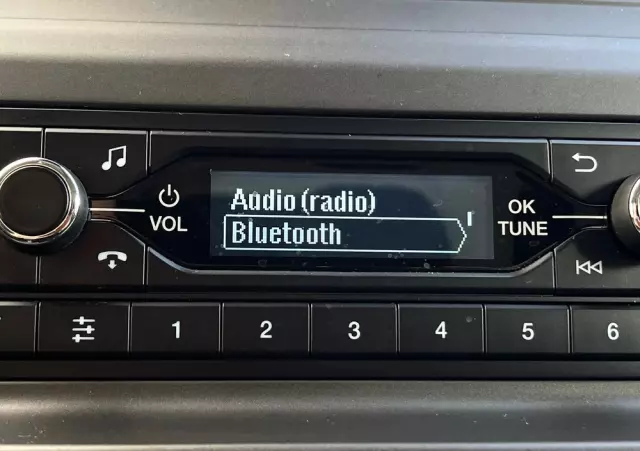 Audio (radio)
Bluetooth
VOL
OK
TUNE
1 2 3 4 5 6